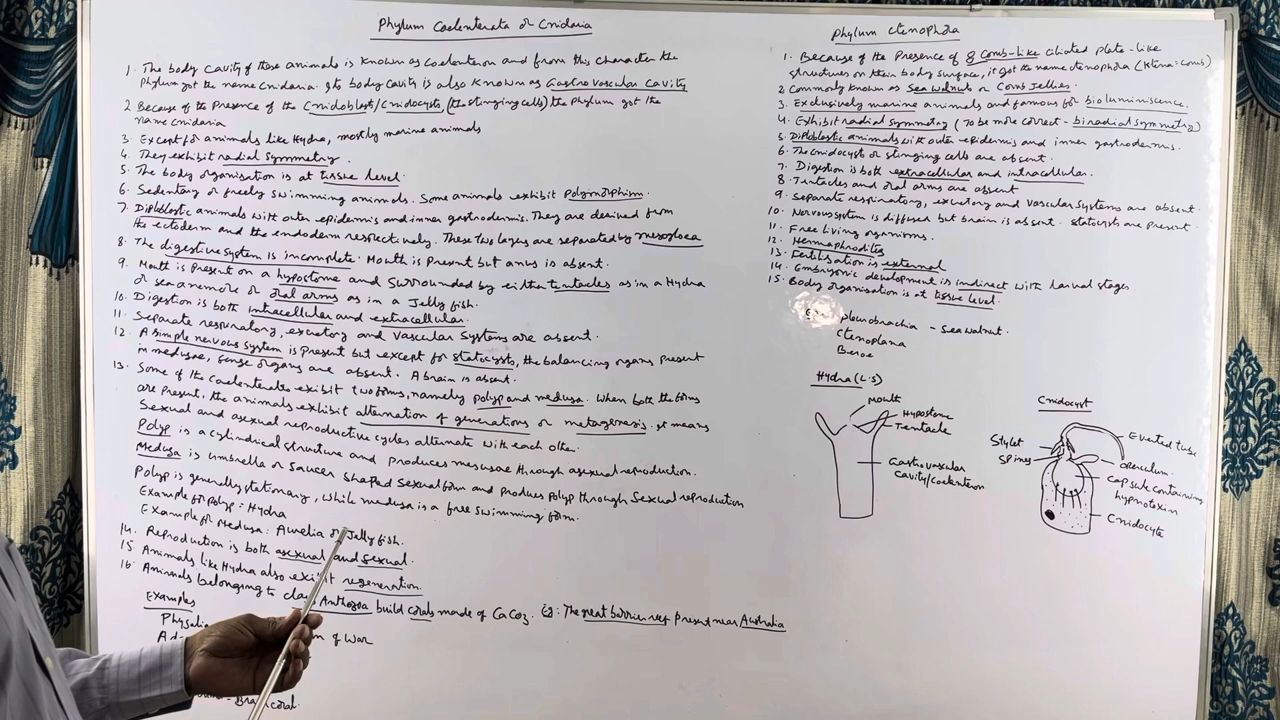 Phylum Coelenterata or Cnidaria
1. The body cavity of these animals is known as coelenteron and from this character the
Phylum got the name cnidaria. Its body cavity is also known as Gastrovascular cavity
2 Because of the Presence of the Cnidoblast/Cnidocysts (the stinging cells) the Phylum got the
name cnidaria
3. Except for animals like Hydra, mostly marine animals
4. They exhibit radial symmetry.
5. The body organisation is at tissue level.
6. Sedentary or freely swimming animals. Some animals exhibit Polymorphism.
7. Diploblastic animals with outer epidermis and inner gastrodermis. They are derived from
the ectoderm and the endoderm respectively. These two layers are separated by mesogloea
8. The digestive system is incomplete. Mouth is present but anus is absent.
9. Mouth is present on a hypostome and surrounded by either tentacles as in a Hydra
or sea anemone or oral arms as in a Jelly fish.
10. Digestion is both intracellular and extracellular.
11. Separate respiratory, excretory and vascular systems are absent.
12. A simple nervous system is present but except for statocysts, the balancing organs present
in medusae, sense organs are absent. A brain is absent.
13. Some of the Coelenterates exhibit two forms, namely polyp and medusa. When both the forms
are present, the animals exhibit alternation of generations or metagenesis. It means
Sexual and asexual reproductive cycles alternate with each other.
Polyp is a cylindrical structure and produces mesusae through asexual reproduction.
Medusa is umbrella or Saucer shaped sexual form and produces polyp through sexual reproduction
Polyp is generally stationary, while medusa is a free swimming form.
Example for polyp: Hydra
Example for Medusa: Aurelia or Jelly fish.
14. Reproduction is both asexual and sexual.
15. Animals like Hydra also exibit regeneration.
16. Animals belonging to class Anthozoa build corals made of CaCO3. Eg: The great barrier reef present near Australia
Examples
Physalia
of war
- Brain coral.
Phylum Ctenophora
1. Because of the Presence of 8 comb-like ciliated plate-like
structures on their body surface, it got the name ctenophora (Ktena: comb)
2 Commonly known as Sea walnuts or Comb Jellies.
3. Exclusively marine animals and famous for bioluminiscence.
4. Exhibit radial symmetry (To be more correct - biradial symmetry)
5. Diploblastic animals with outer epidermis and inner gastrodermis.
6. The cnidocysts or stinging cells are absent.
7. Digestion is both extracellular and intracellular.
8. Tentacles and oral arms are absent
9. Separate respiratory, excretory and vascular systems are absent.
10. Nervous system is diffused but brain is absent. Statocysts are present.
11. Free living organisms.
12. Hermaphrodites
13. Fertilisation is external
14. Embryonic development is indirect with larval stages.
15. Body organisation is at tissue level.
Eg: pleurobrachia - Sea walnut.
Ctenoplana
Beroe
Hydra (L.S)
Mouth
Hypostome
Tentacle
Gastrovascular
cavity/coelenteron
Cnidocyst
Stylet
Spines
Everted tube
operculum
capsule containing
hypnotoxin
Cnidocyte